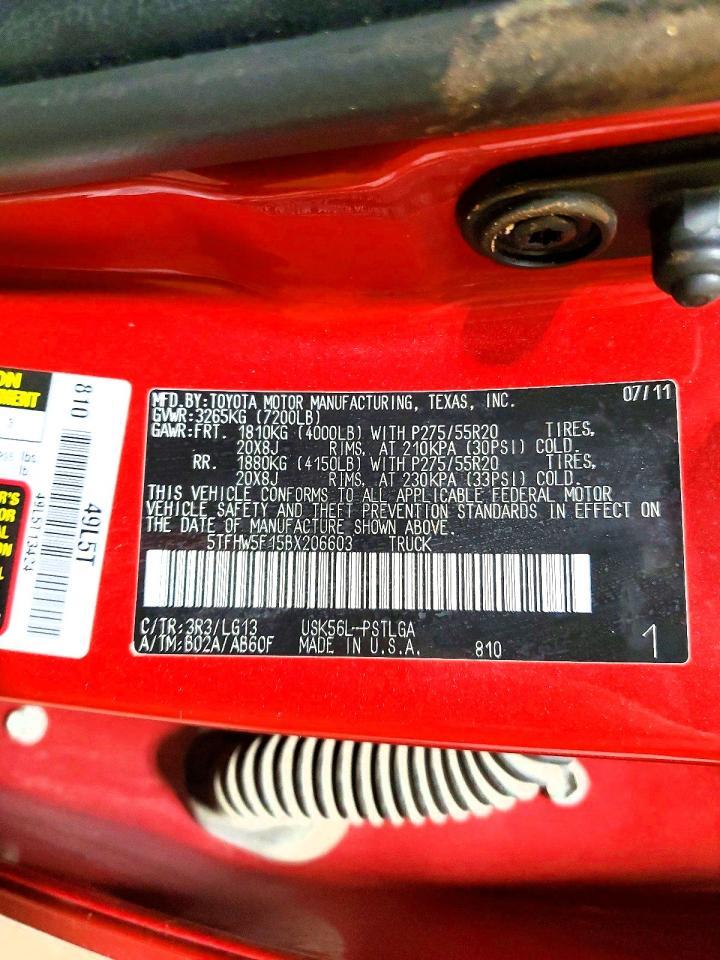 MFD.BY:TOYOTA MOTOR MANUFACTURING, TEXAS, INC. 07/11
GVWR:3265KG (7200LB)
GAWR:FRT. 1810KG (4000LB) WITH P275/55R20 TIRES,
20X8J RIMS, AT 210KPA (30PSI) COLD.
RR. 1880KG (4150LB) WITH P275/55R20 TIRES,
20X8J RIMS, AT 230KPA (33PSI) COLD.
THIS VEHICLE CONFORMS TO ALL APPLICABLE FEDERAL MOTOR
VEHICLE SAFETY AND THEFT PREVENTION STANDARDS IN EFFECT ON
THE DATE OF MANUFACTURE SHOWN ABOVE.
5TFHW5F15BX206603 TRUCK
C/TR:3R3/LG13 USK56L-PSTLGA
A/TM:B02A/AB60F MADE IN U.S.A. 810 1
810
49L5T